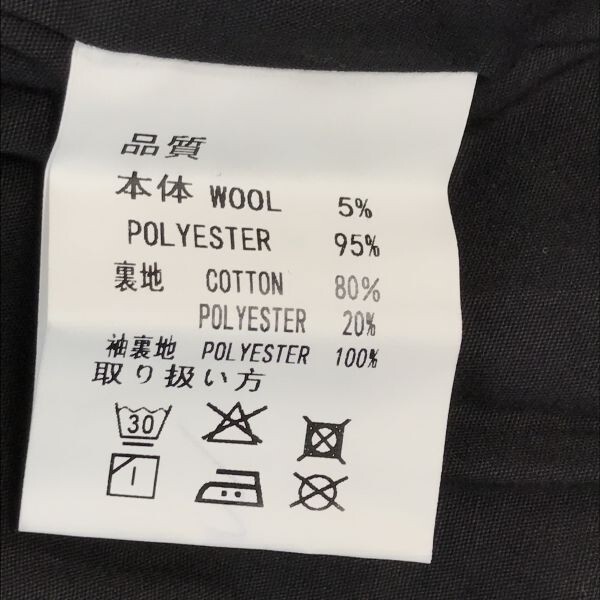 品質
本体 WOOL 5%
POLYESTER 95%
裏地 COTTON 80%
POLYESTER 20%
袖裏地 POLYESTER 100%
取り扱い方
30